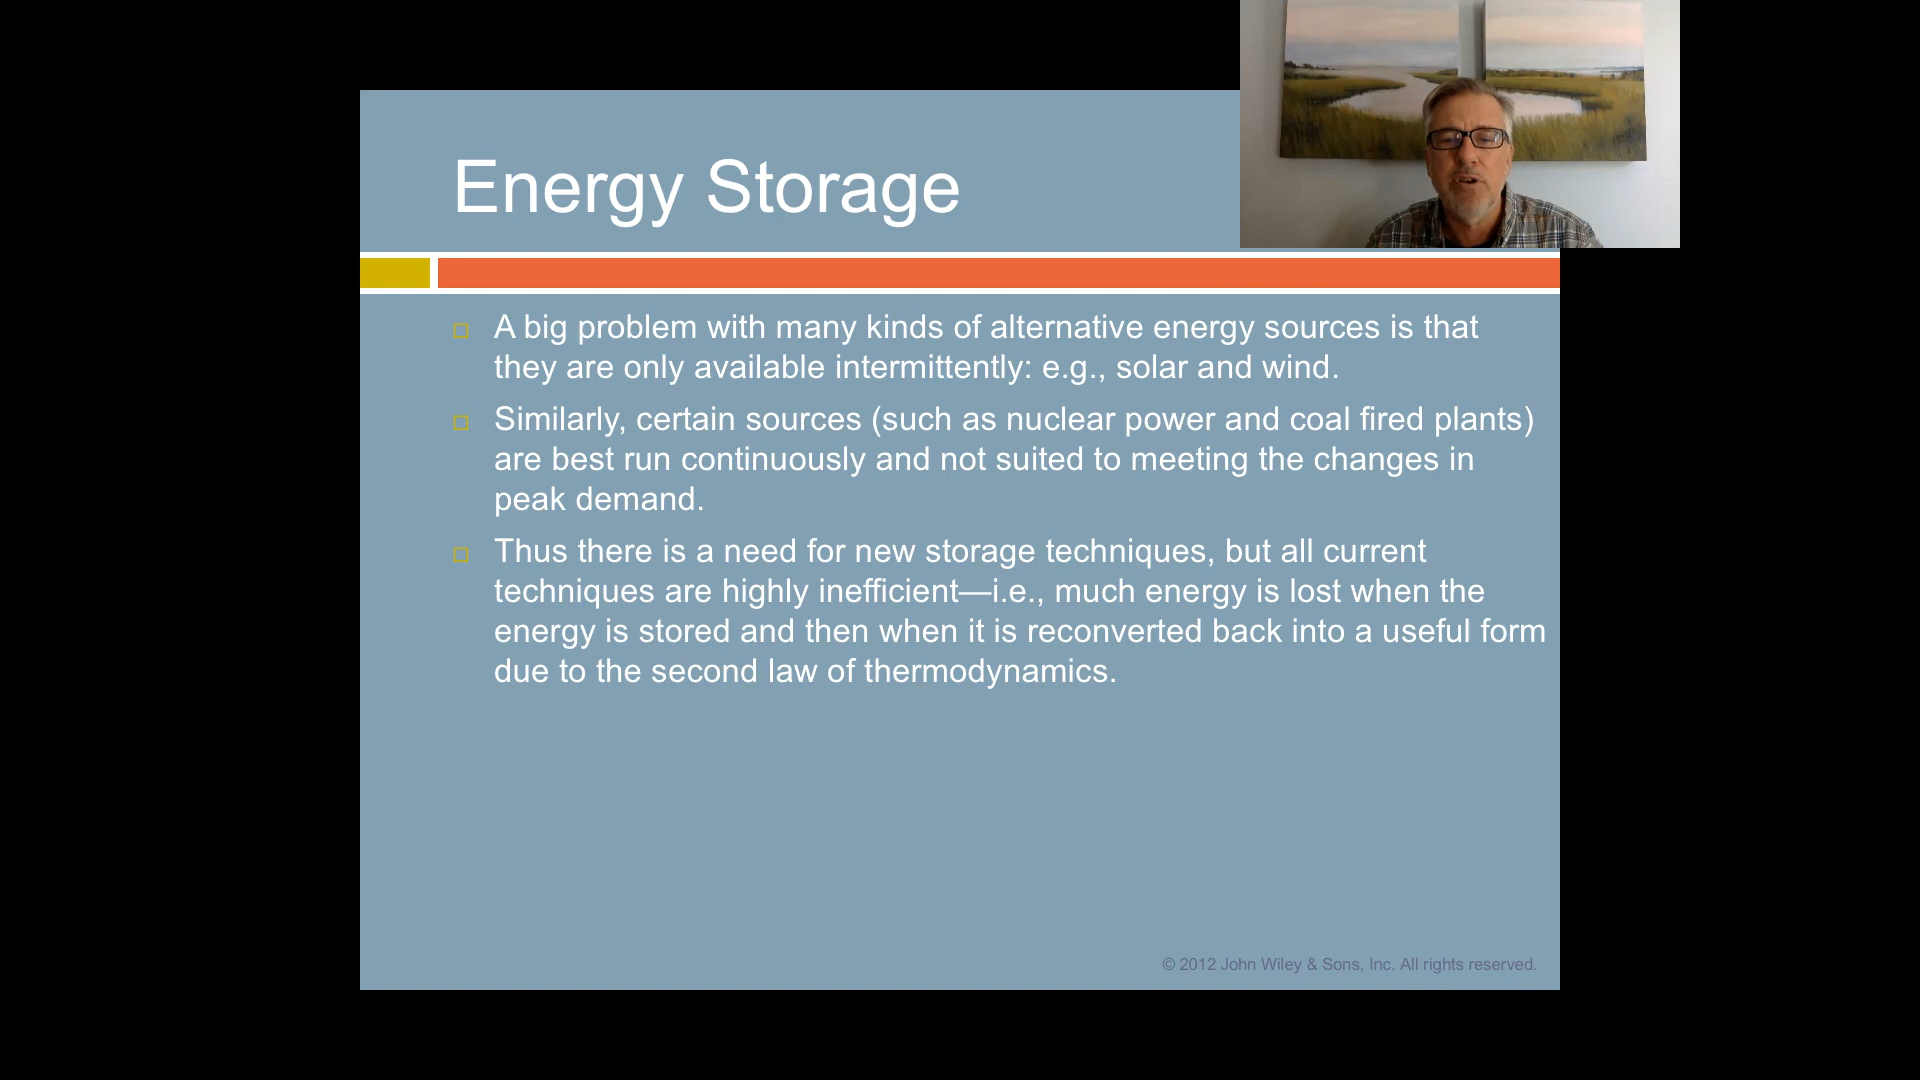 Energy Storage
A big problem with many kinds of alternative energy sources is that
they are only available intermittently: e.g., solar and wind.
Similarly, certain sources (such as nuclear power and coal fired plants)
are best run continuously and not suited to meeting the changes in
peak demand.
Thus there is a need for new storage techniques, but all current
techniques are highly inefficient—i.e., much energy is lost when the
energy is stored and then when it is reconverted back into a useful form
due to the second law of thermodynamics.
© 2012 John Wiley & Sons, Inc. All rights reserved.